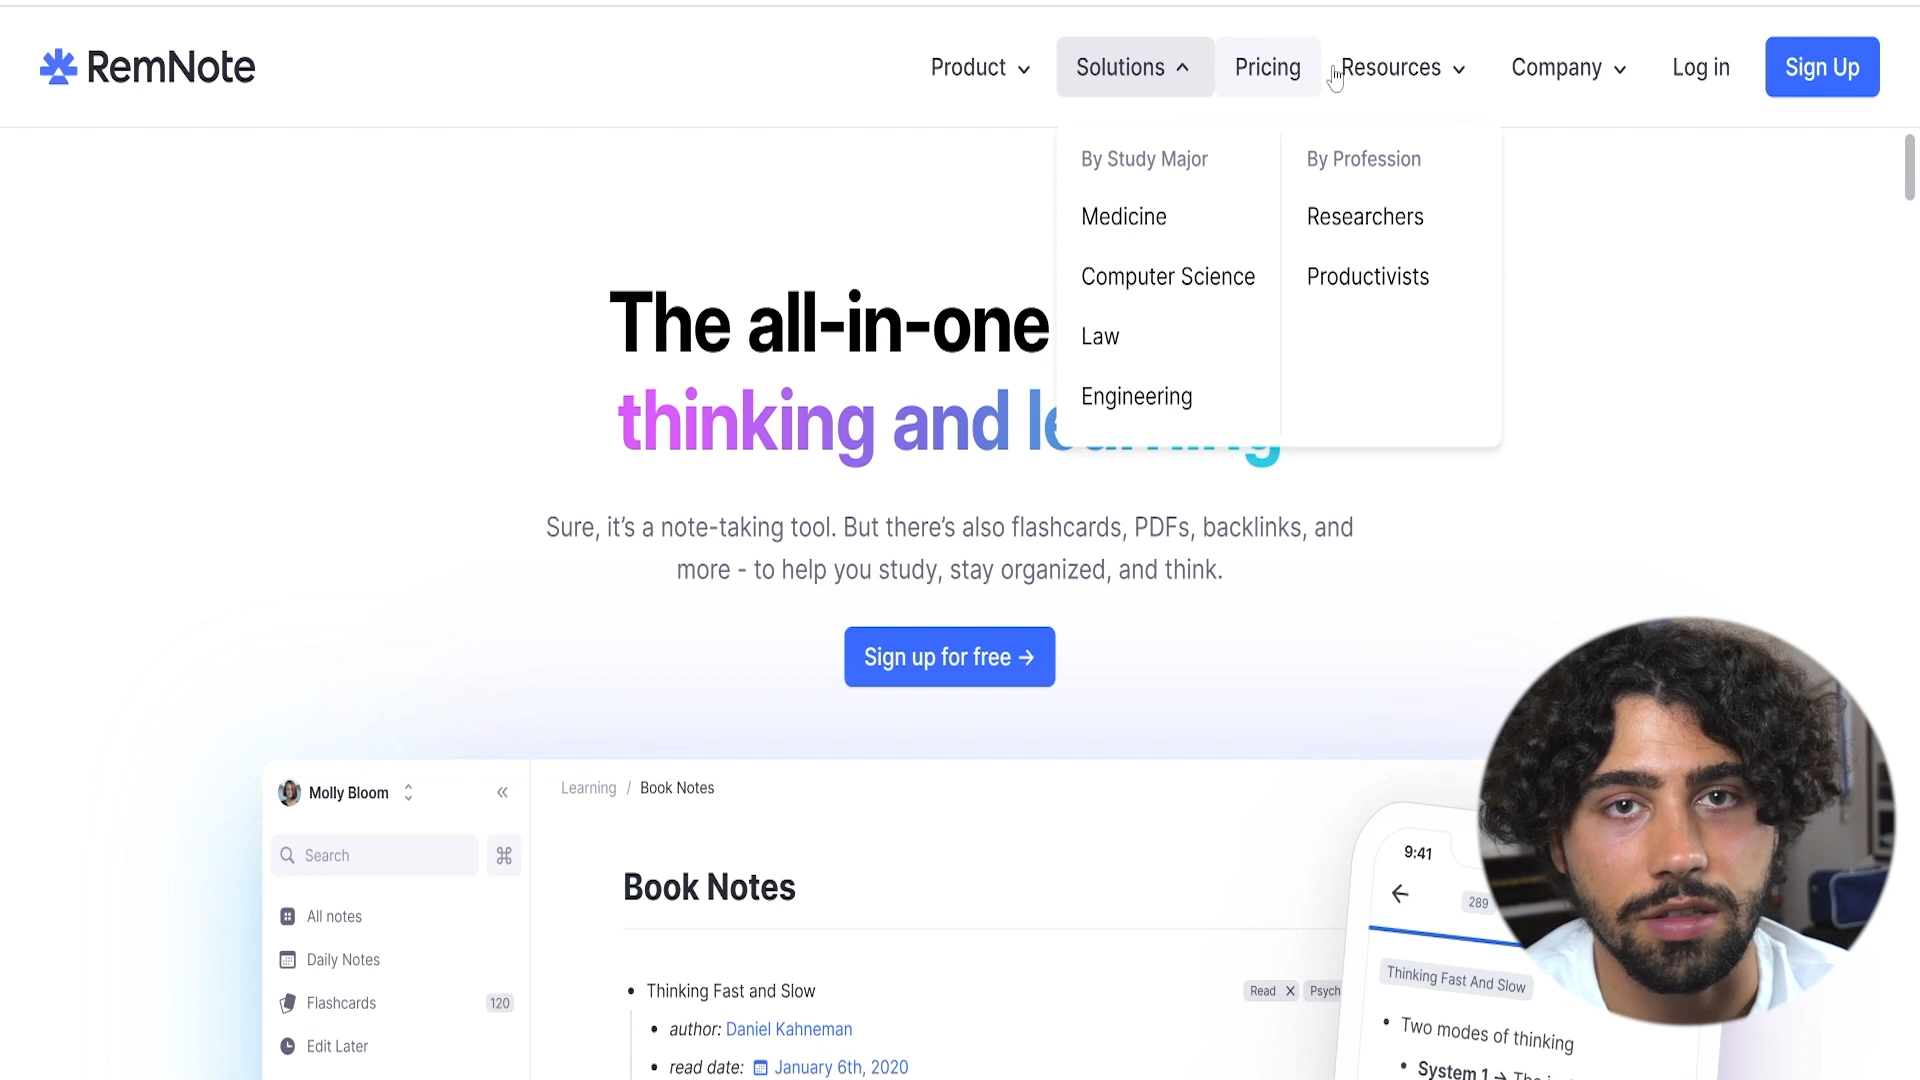 RemNote
Product
Solutions
Pricing
Resources
Company
Log in
Sign Up
By Study Major
Medicine
Computer Science
Law
Engineering
By Profession
Researchers
Productivists
The all-in-one
thinking and
Sure, it’s a note-taking tool. But there’s also flashcards, PDFs, backlinks, and
more - to help you study, stay organized, and think.
Sign up for free →
Molly Bloom
Search
All notes
Daily Notes
Flashcards 120
Edit Later
Learning / Book Notes
Book Notes
Thinking Fast and Slow
Read X
Psych
author: Daniel Kahneman
read date: January 6th, 2020
9:41
289
Thinking Fast And Slow
Two modes of thinking
System 1 →